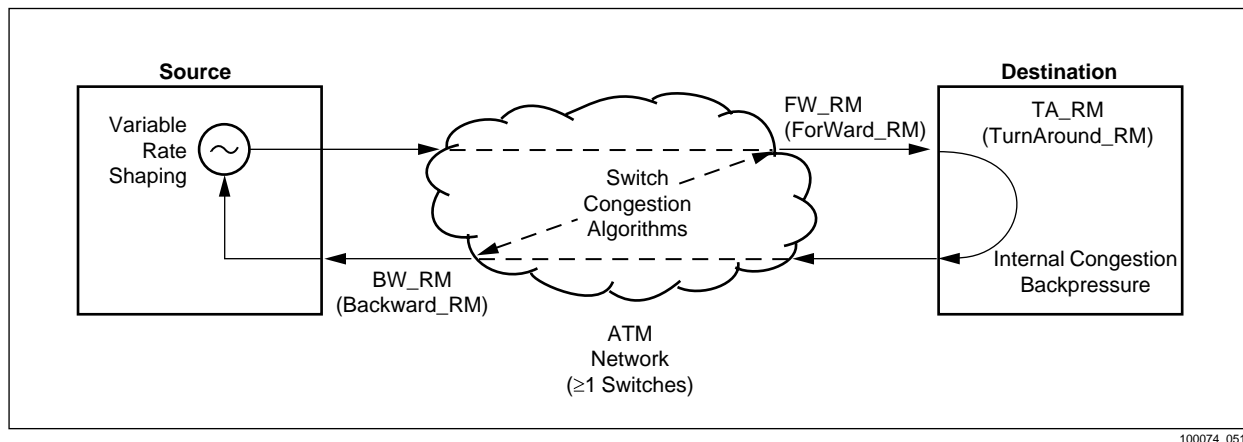 Source
Variable
Rate
Shaping
FW_RM
(ForWard_RM)
Destination
TA_RM
(TurnAround_RM)
Switch
Congestion
Algorithms
Internal Congestion
Backpressure
BW_RM
(Backward_RM)
ATM
Network
(≥1 Switches)
100074_051